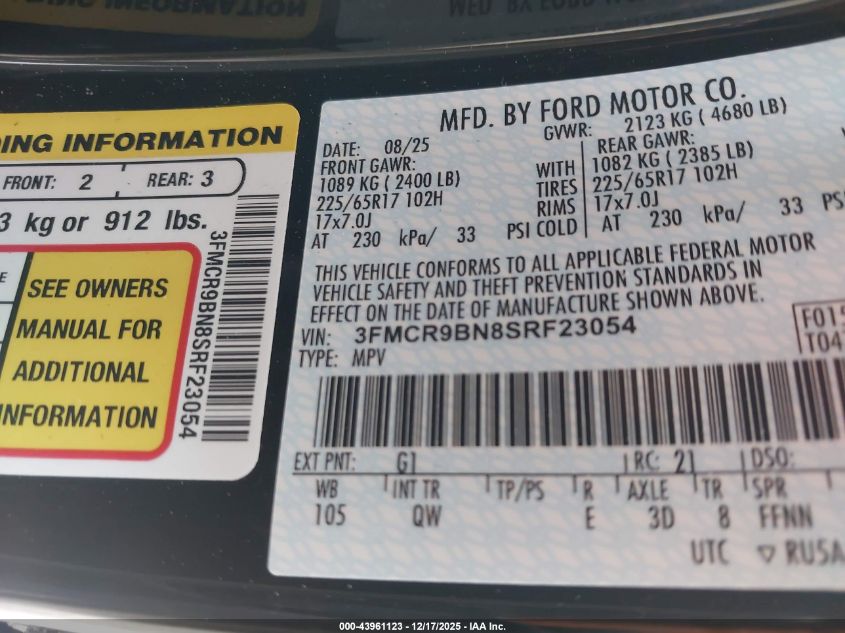 DING INFORMATION
FRONT: 2 REAR: 3
3 kg or 912 lbs.
3FMCR9BN8SRF23054
SEE OWNERS
MANUAL FOR
ADDITIONAL
INFORMATION
MFD. BY FORD MOTOR CO.
DATE: 08/25 GVWR: 2123 KG ( 4680 LB)
FRONT GAWR: REAR GAWR:
1089 KG ( 2400 LB) WITH 1082 KG ( 2385 LB)
225/65R17 102H TIRES 225/65R17 102H
17x7.0J RIMS 17x7.0J
AT 230 kPa/ 33 PSI COLD AT 230 kPa/ 33 PS
THIS VEHICLE CONFORMS TO ALL APPLICABLE FEDERAL MOTOR
VEHICLE SAFETY AND THEFT PREVENTION STANDARDS IN
EFFECT ON THE DATE OF MANUFACTURE SHOWN ABOVE.
VIN: 3FMCR9BN8SRF23054
F015
TYPE: MPV
T04
EXT PNT: G1 RC: 21 DSO:
WB INT TR TP/PS R AXLE TR SPR
105 QW E 3D 8 FFNN
UTC ▽ RU5A
000-43961123 - 12/17/2025 - IAA Inc.